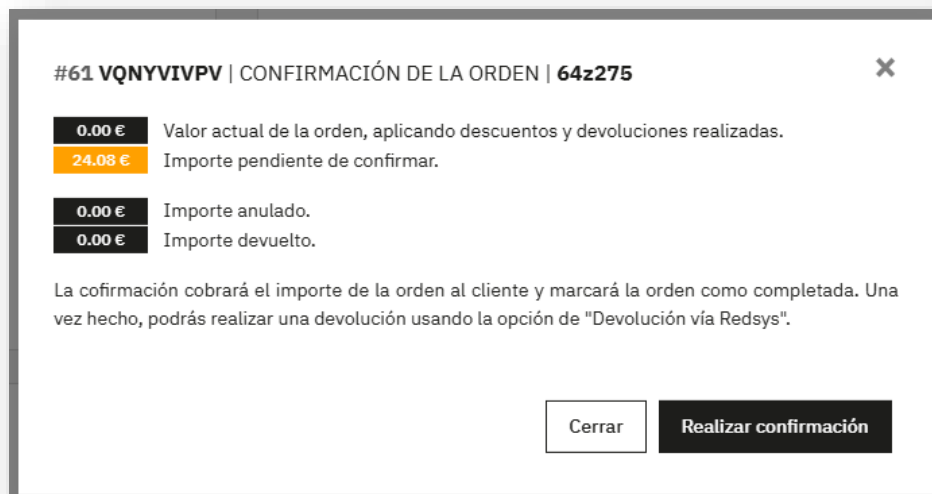 #61 VQNYVIVPV | CONFIRMACIÓN DE LA ORDEN | 64z275
0.00 € Valor actual de la orden, aplicando descuentos y devoluciones realizadas.
24.08 € Importe pendiente de confirmar.
0.00 € Importe anulado.
0.00 € Importe devuelto.
La cofirmación cobrará el importe de la orden al cliente y marcará la orden como completada. Una
vez hecho, podrás realizar una devolución usando la opción de "Devolución vía Redsys".
Cerrar Realizar confirmación